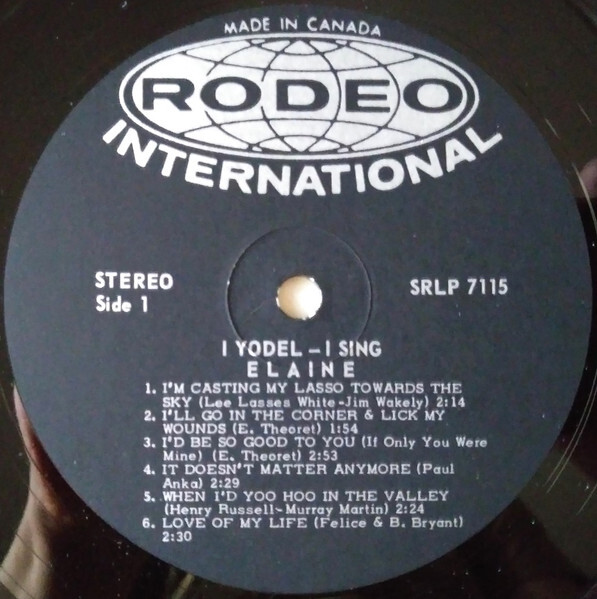 MADE IN CANADA
RODEO
INTERNATIONAL
STEREO
Side 1
SRLP 7115
I YODEL - I SING
ELAINE
1. I'M CASTING MY LASSO TOWARDS THE
SKY (Lee Lasses White-Jim Wakely) 2:14
2. I'LL GO IN THE CORNER & LICK MY
WOUNDS (E. Theoret) 1:54
3. I'D BE SO GOOD TO YOU (If Only You Were
Mine) (E. Theoret) 2:53
4. IT DOESN'T MATTER ANYMORE (Paul
Anka) 2:29
5. WHEN I'D YOO HOO IN THE VALLEY
(Henry Russell-Murray Martin) 2:24
6. LOVE OF MY LIFE (Felice & B. Bryant)
2:30